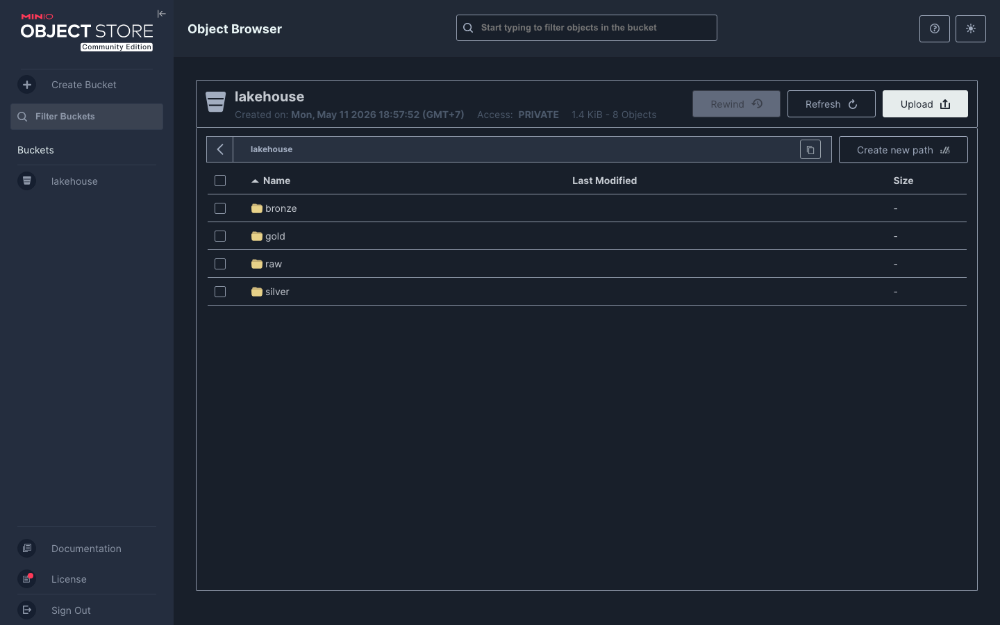 MINIO
OBJECT STORE
Community Edition
Create Bucket
Filter Buckets
Buckets
lakehouse
Documentation
License
Sign Out
Object Browser
Start typing to filter objects in the bucket
lakehouse
Created on: Mon, May 11 2026 18:57:52 (GMT+7) Access: PRIVATE 1.4 KiB - 8 Objects
Rewind
Refresh
Upload
lakehouse
Create new path
Name Last Modified Size
bronze -
gold -
raw -
silver -